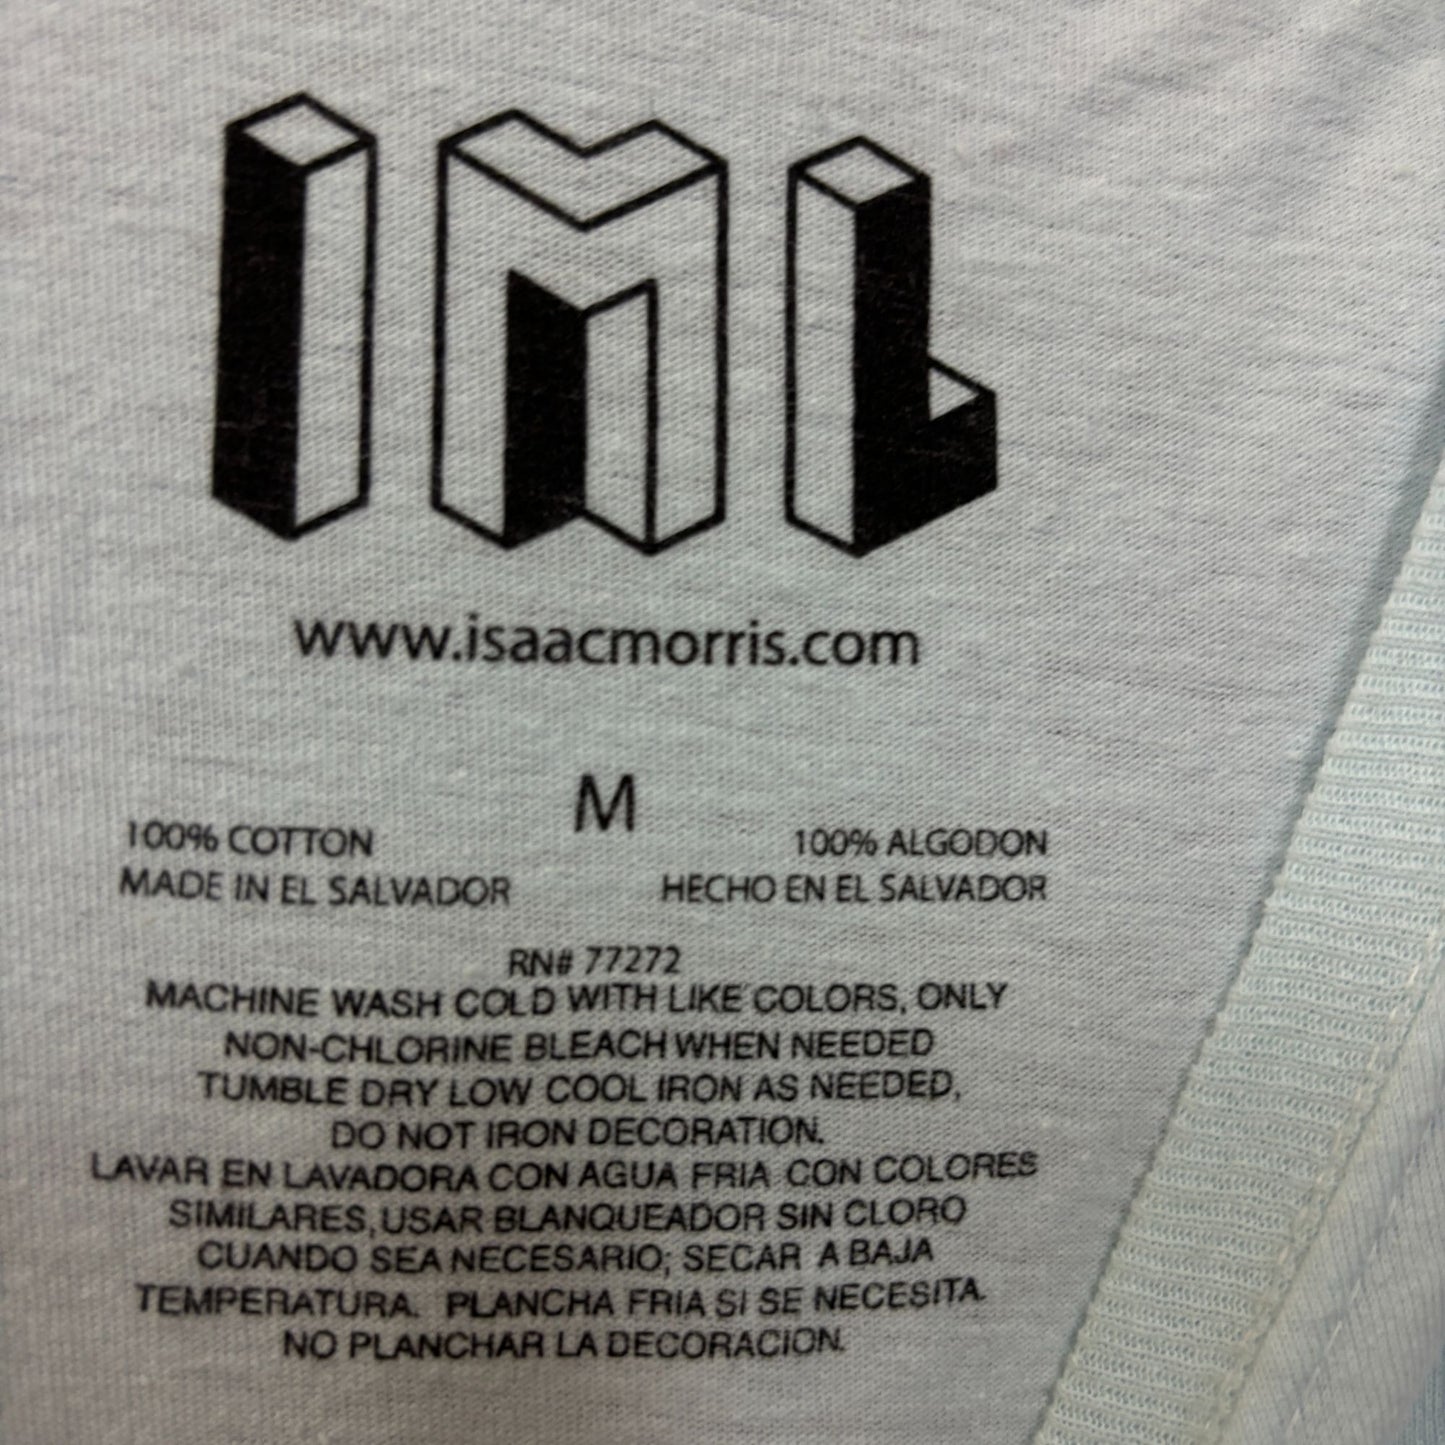 IML
www.isaacmorris.com
M
100% COTTON 100% ALGODON
MADE IN EL SALVADOR HECHO EN EL SALVADOR
RN# 77272
MACHINE WASH COLD WITH LIKE COLORS, ONLY
NON-CHLORINE BLEACH WHEN NEEDED
TUMBLE DRY LOW COOL IRON AS NEEDED,
DO NOT IRON DECORATION.
LAVAR EN LAVADORA CON AGUA FRIA CON COLORES
SIMILARES, USAR BLANQUEADOR SIN CLORO
CUANDO SEA NECESARIO; SECAR A BAJA
TEMPERATURA. PLANCHA FRIA SI SE NECESITA.
NO PLANCHAR LA DECORACION.